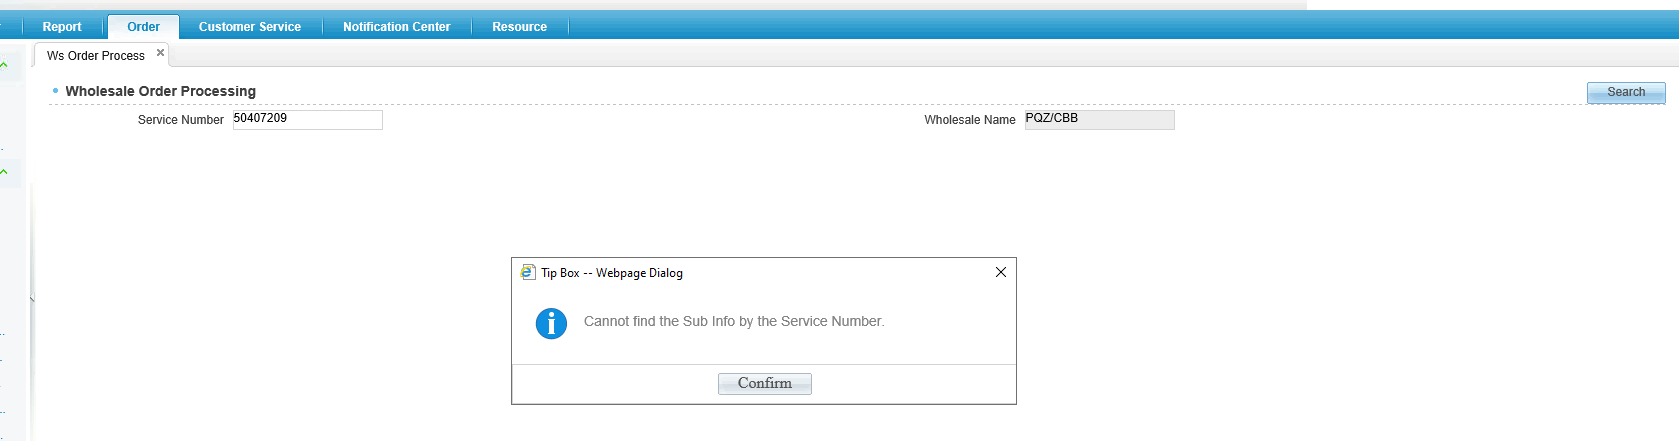 Report Order Customer Service Notification Center Resource
Ws Order Process
Wholesale Order Processing Search
Service Number 50407209 Wholesale Name PQZ/CBB
Tip Box -- Webpage Dialog
Cannot find the Sub Info by the Service Number.
Confirm